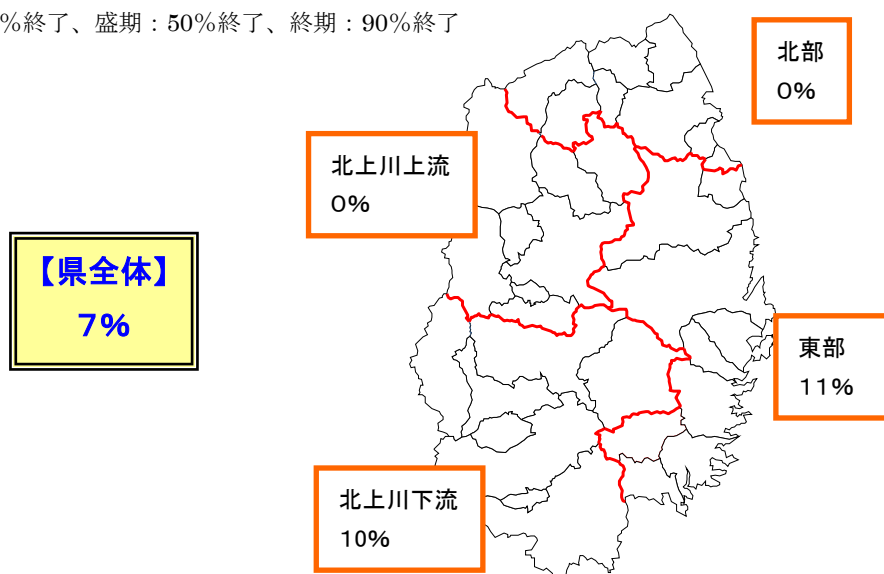 ％終了、盛期：50％終了、終期：90％終了
北部
0%
北上川上流
0%
【県全体】
7%
東部
11%
北上川下流
10%